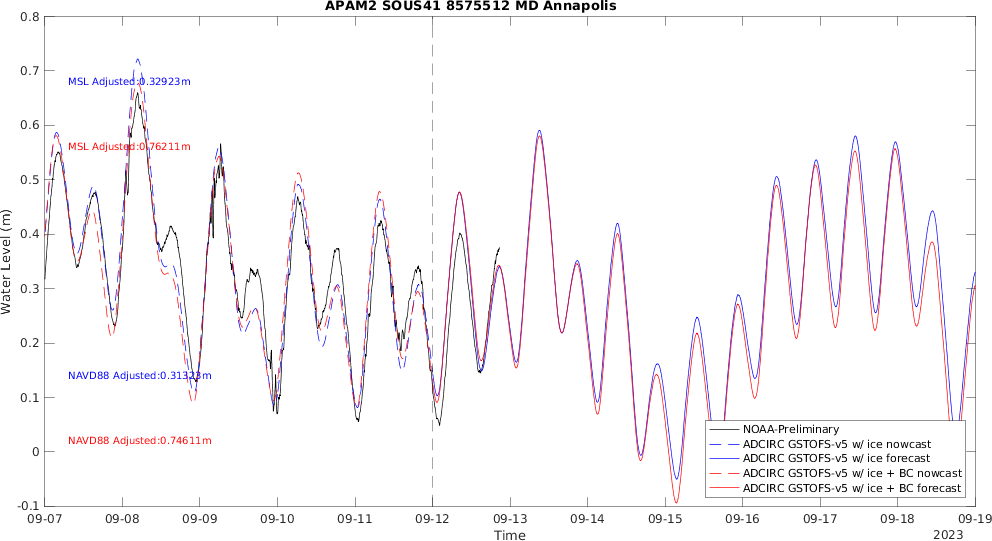 APAM2 SOUS41 8575512 MD Annapolis
0.8
0.7
0.6
0.5
0.4
0.3
0.2
0.1
0
-0.1
Water Level (m)
MSL Adjusted:0.32923m
MSL Adjusted:0.76211m
NAVD88 Adjusted:0.31323m
NAVD88 Adjusted:0.74611m
NOAA-Preliminary
ADCIRC GSTOFS-v5 w/ ice nowcast
ADCIRC GSTOFS-v5 w/ ice forecast
ADCIRC GSTOFS-v5 w/ ice + BC nowcast
ADCIRC GSTOFS-v5 w/ ice + BC forecast
09-07 09-08 09-09 09-10 09-11 09-12 09-13 09-14 09-15 09-16 09-17 09-18 09-19
Time
2023